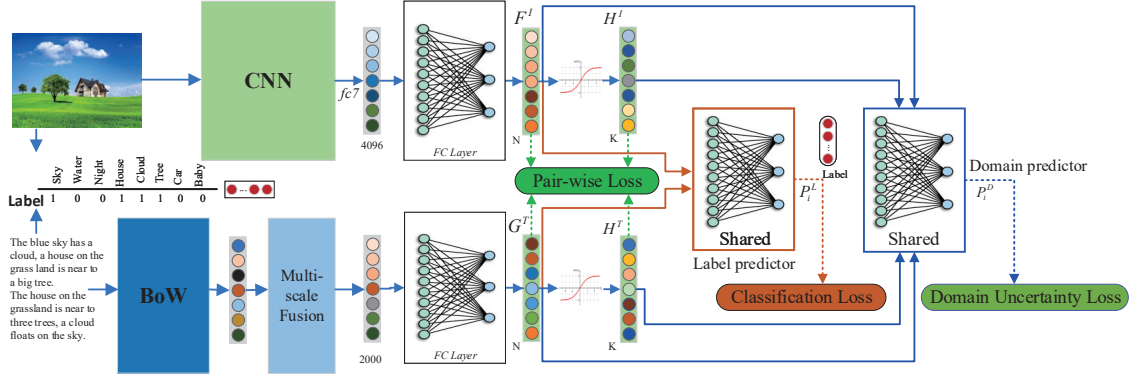 CNN
fc7
4096
FC Layer
F^I
N
H^I
K
Sky
Water
Night
House
Cloud
Tree
Car
Baby
Label 1 0 0 1 1 1 0 0
...
Pair-wise Loss
Label
...
Shared
Label predictor
P_i^L
Classification Loss
Shared
Domain predictor
P_i^D
Domain Uncertainty Loss
The blue sky has a
cloud, a house on the
grass land is near to
a big tree.
The house on the
grassland is near to
three trees, a cloud
floats on the sky.
BoW
Multi-
scale
Fusion
2000
FC Layer
G^T
N
H^T
K